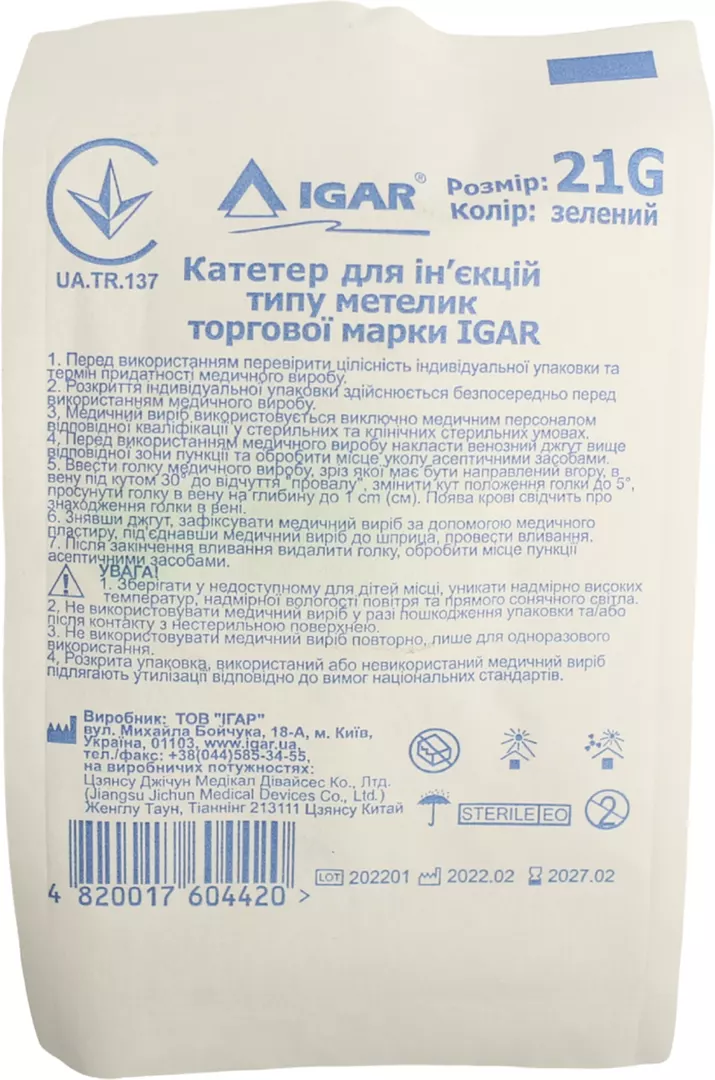 IGAR®
Розмір: 21G
Колір: зелений
UA.TR.137
Катетер для ін'єкцій
типу метелик
торгової марки IGAR
1. Перед використанням перевірити цілісність індивідуальної упаковки та
термін придатності медичного виробу.
2. Розкриття індивідуальної упаковки здійснюється безпосередньо перед
використанням медичного виробу.
3. Медичний виріб використовується виключно медичним персоналом
відповідної кваліфікації у стерильних та клінічних стерильних умовах.
4, Перед використанням медичного виробу накласти венозний джгут вище
відповідної зони пункції та обробити місце уколу асептичними засобами.
5. Ввести голку медичного виробу, зріз якої має бути направлений вгору, в
вену під кутом 30° до відчуття "провалу", змінити кут положення голки до 5°,
просунути голку в вену на глибину до 1 cm (см). Поява крові свідчить про
знаходження голки в вені.
6. Знявши джгут, зафіксувати медичний виріб за допомогою медичного
пластиру, під'єднавши медичний виріб до шприца, провести вливання.
7. Після закінчення вливання видалити голку, обробити місце пункції
асептичними засобами.
УВАГА!
1. Зберігати у недоступному для дітей місці, уникати надмірно високих
температур, надмірної вологості повітря та прямого сонячного світла.
2, Не використовувати медичний виріб у разі пошкодження упаковки та/або
після контакту з нестерильною поверхнею.
3. Не використовувати медичний виріб повторно, лише для одноразового
використання.
4, Розкрита упаковка, використаний або невикористаний медичний виріб
підлягають утилізації відповідно до вимог національних стандартів.
Виробник: ТОВ "ІГАР"
вул. Михайла Бойчука, 18-А, м. Київ,
Україна, 01103, www.igar.ua,
тел./факс: +38(044)585-34-55,
на виробничих потужностях:
Цзянсу Джічун Медікал Дівайсес Ко., Лтд.
(Jiangsu Jichun Medical Devices Co., Ltd.)
Женглу Таун, Тіаннінг 213111 Цзянсу Китай
STERILE EO
2
LOT 202201 2022.02 2027.02
4 820017 604420 >